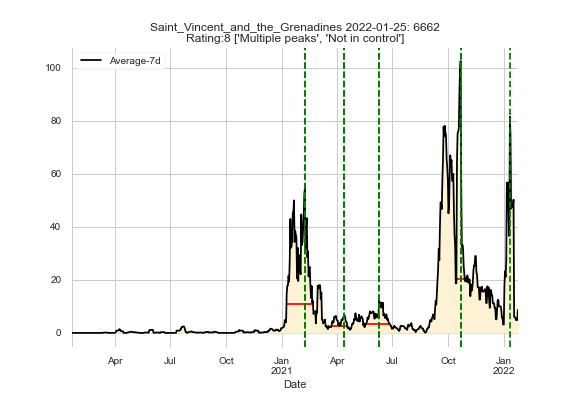 Saint_Vincent_and_the_Grenadines 2022-01-25: 6662
Rating:8 ['Multiple peaks', 'Not in control']
Average-7d
100
80
60
40
20
0
Apr Jul Oct Jan Apr Jul Oct Jan
2021 2022
Date